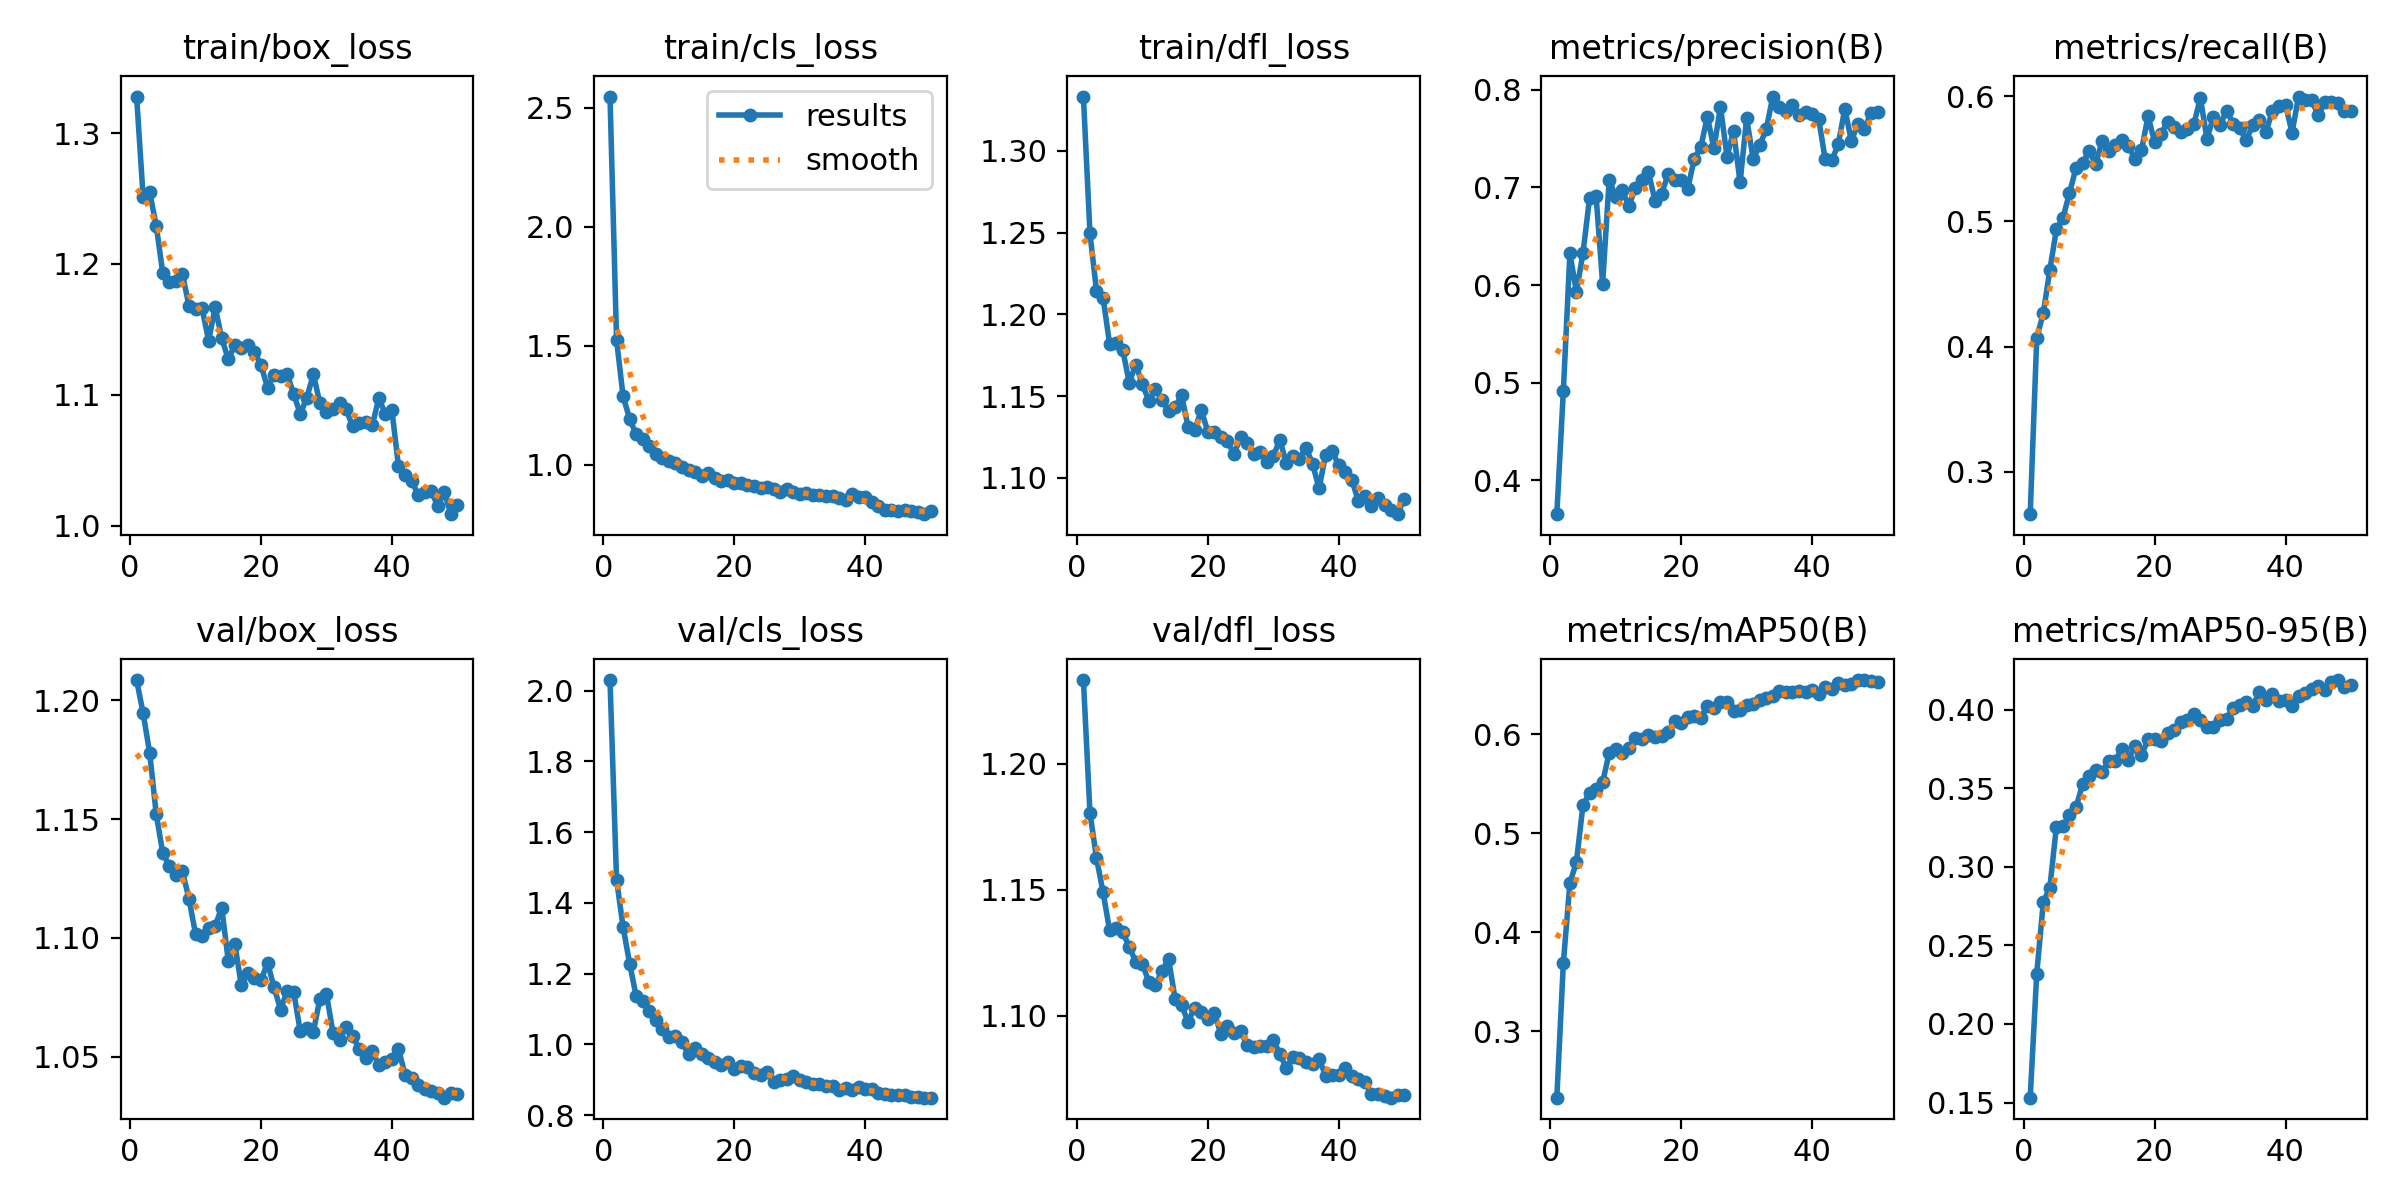 train/box_loss
1.3
1.2
1.1
1.0
0 20 40
train/cls_loss
results
smooth
2.5
2.0
1.5
1.0
0 20 40
train/dfl_loss
1.30
1.25
1.20
1.15
1.10
0 20 40
metrics/precision(B)
0.8
0.7
0.6
0.5
0.4
0 20 40
metrics/recall(B)
0.6
0.5
0.4
0.3
0 20 40
val/box_loss
1.20
1.15
1.10
1.05
0 20 40
val/cls_loss
2.0
1.8
1.6
1.4
1.2
1.0
0.8
0 20 40
val/dfl_loss
1.20
1.15
1.10
0 20 40
metrics/mAP50(B)
0.6
0.5
0.4
0.3
0 20 40
metrics/mAP50-95(B)
0.40
0.35
0.30
0.25
0.20
0.15
0 20 40